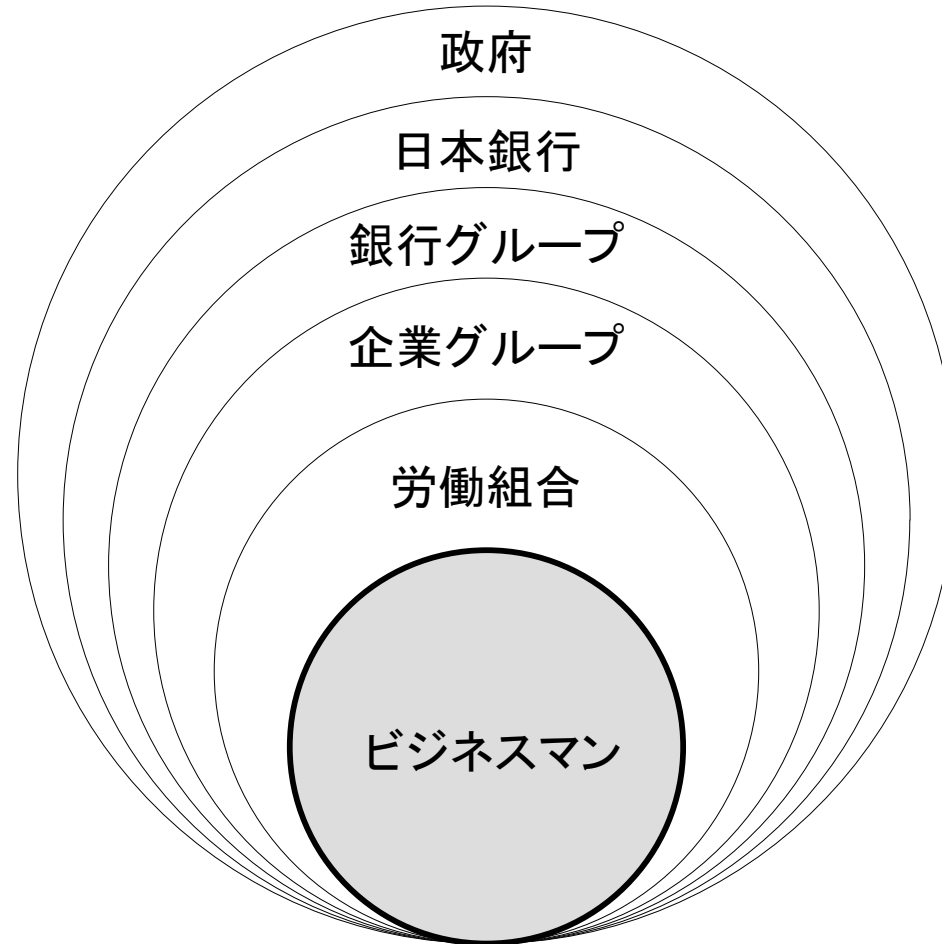 政府
日本銀行
銀行グループ
企業グループ
労働組合
ビジネスマン